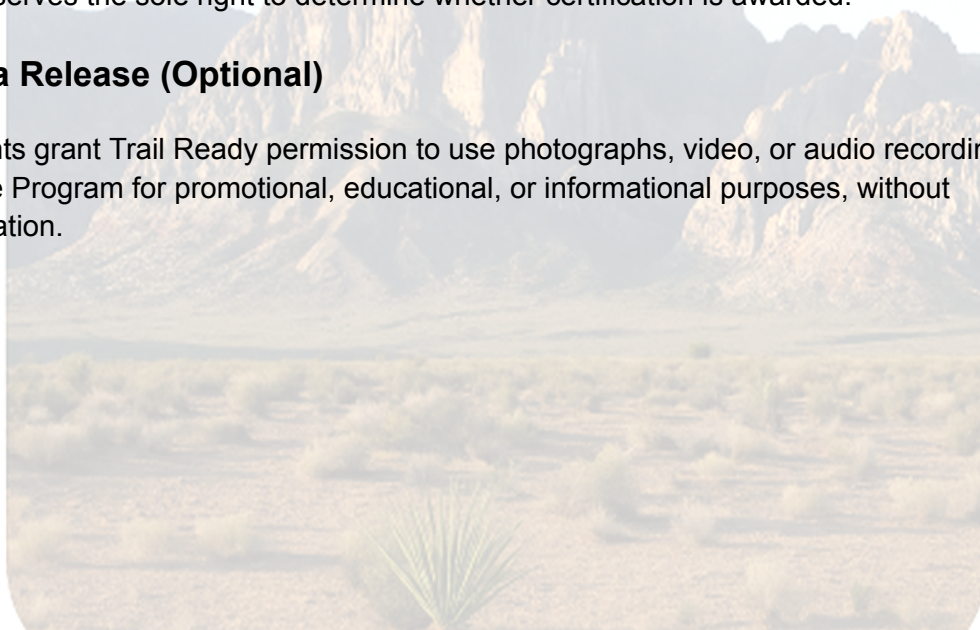 serves the sole right to determine whether certification is awarded.
a Release (Optional)
nts grant Trail Ready permission to use photographs, video, or audio recordin
e Program for promotional, educational, or informational purposes, without
ation.